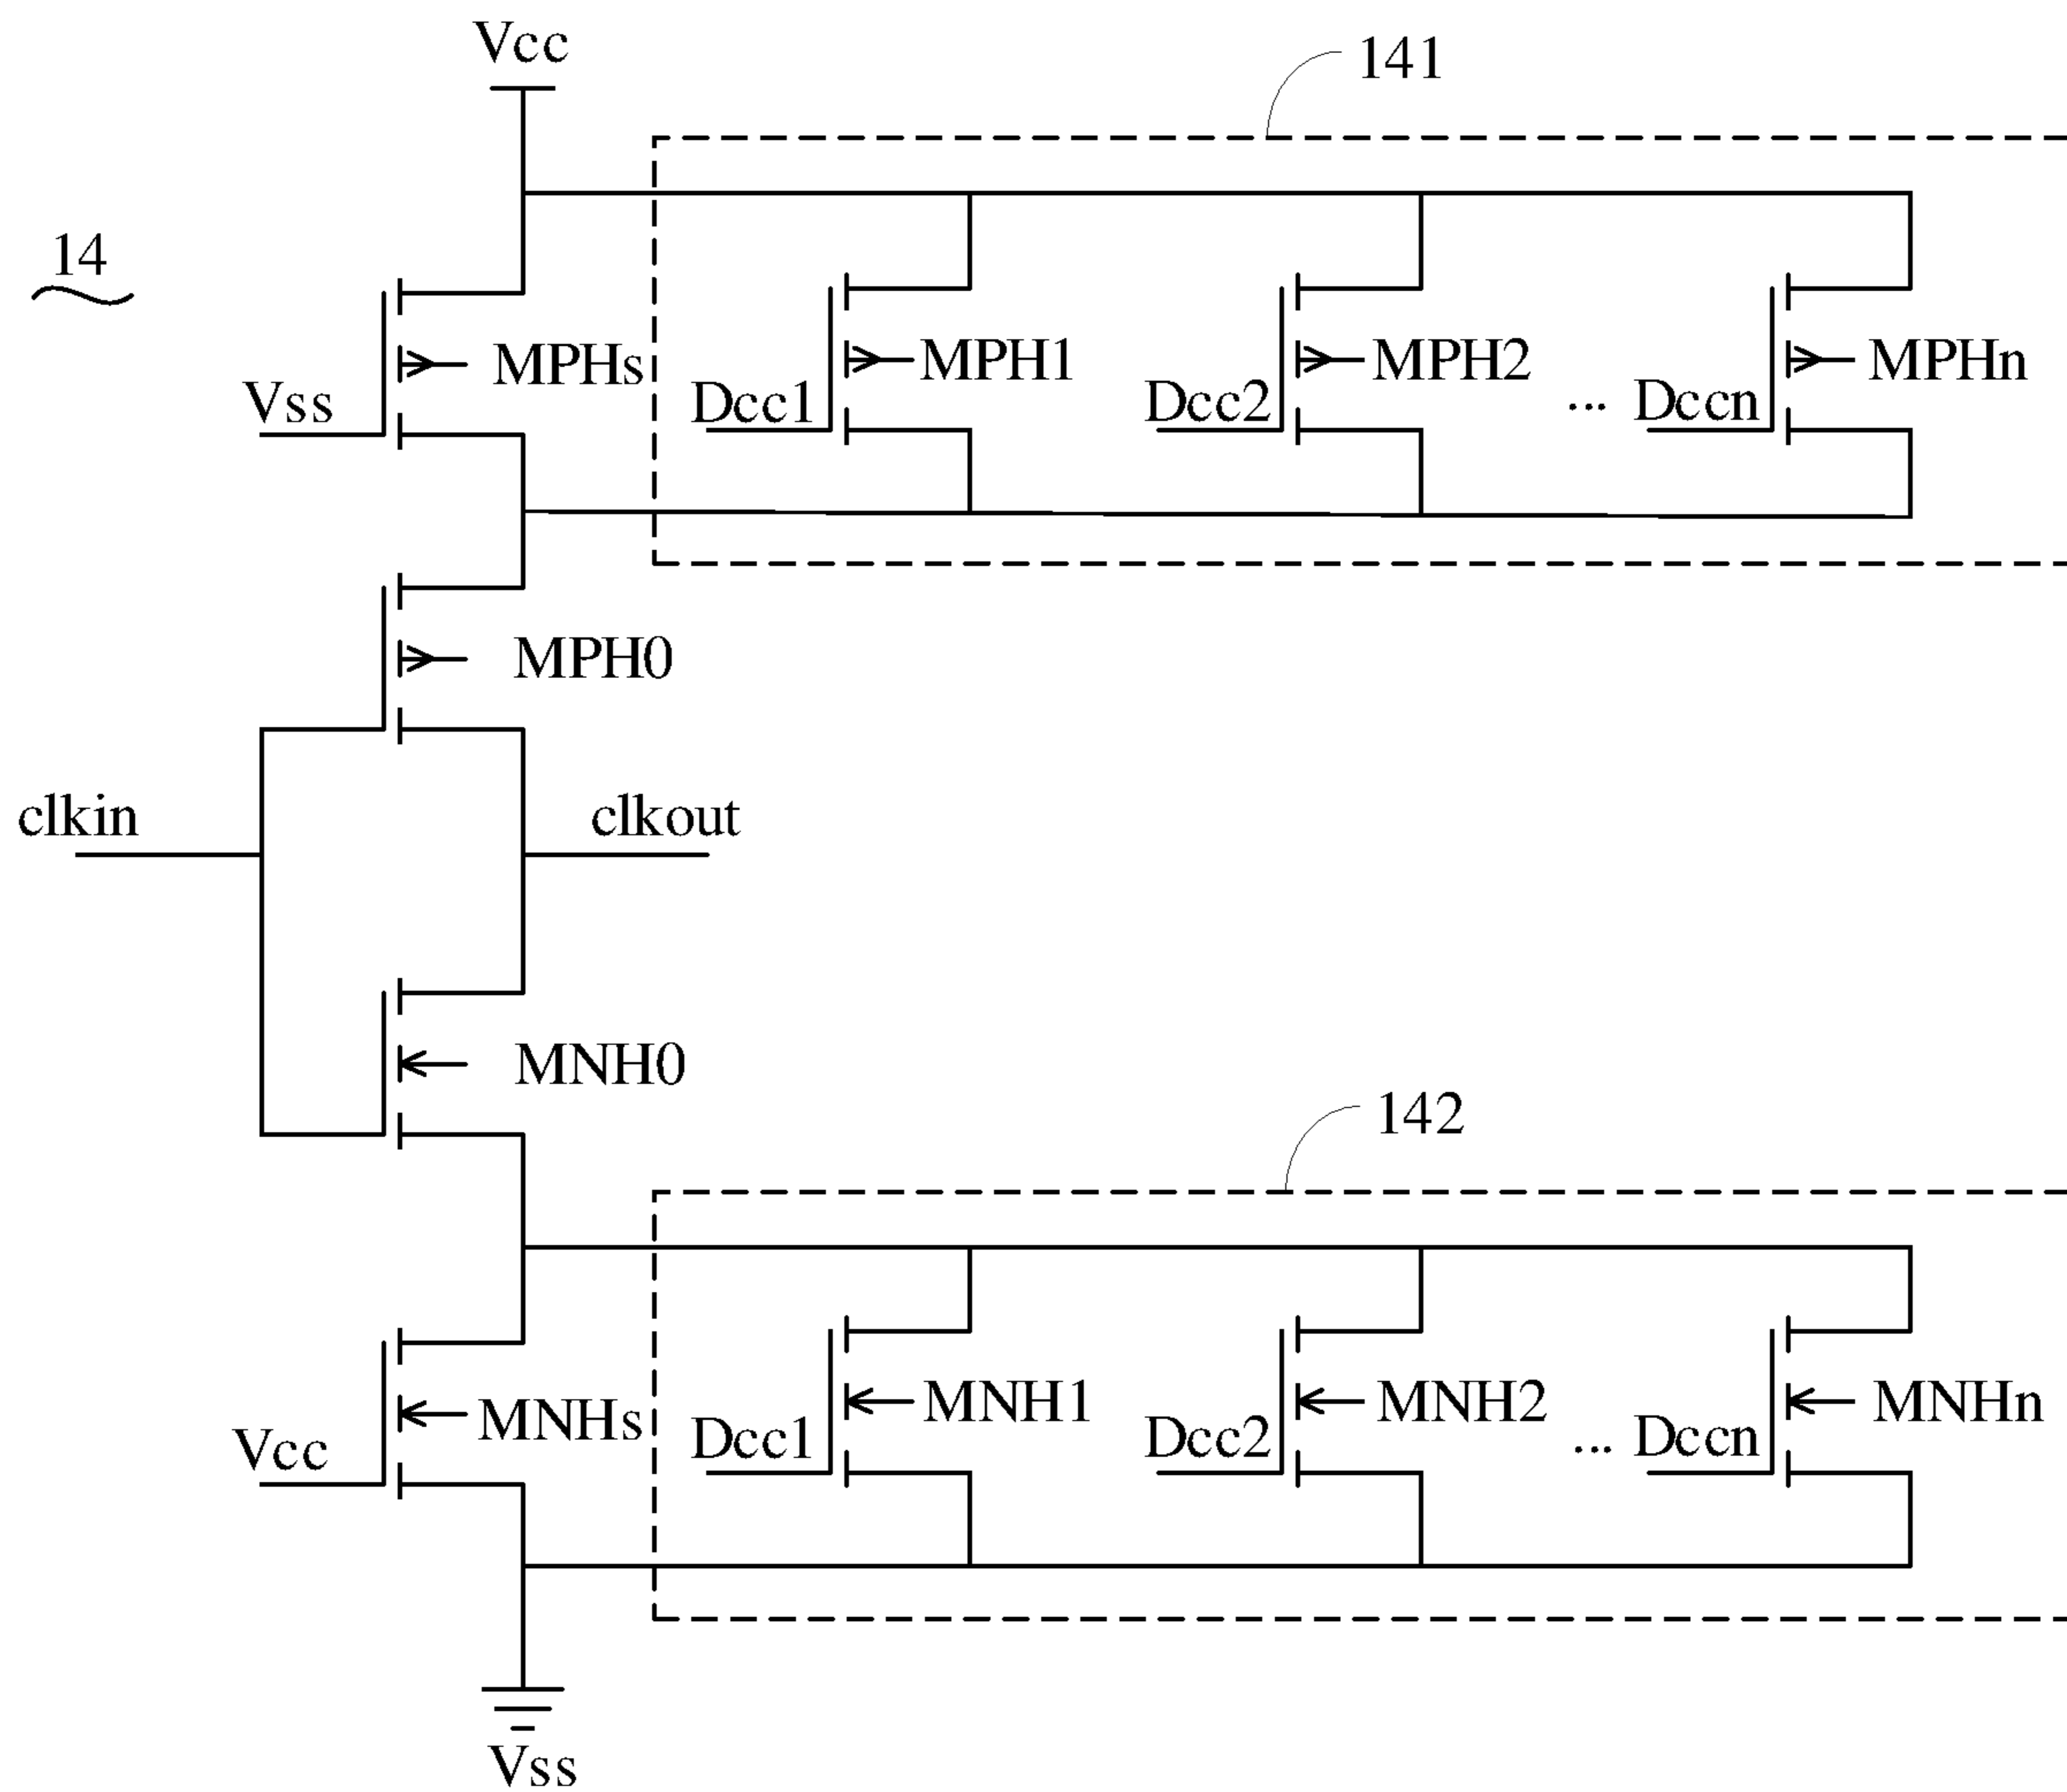 Vcc
141
14
MPHs
MPH1
MPH2
MPHn
Vss
Dcc1
Dcc2
... Dccn
MPH0
clkin
clkout
MNH0
142
MNHs
MNH1
MNH2
MNHn
Vcc
Dcc1
Dcc2
... Dccn
Vss